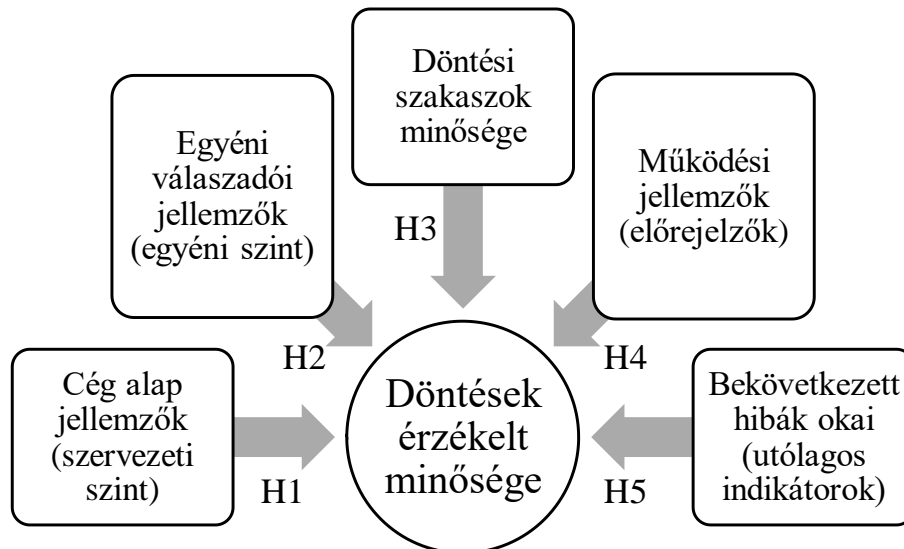 Döntési
szakaszok
minősége
Egyéni
válaszadói
jellemzők
(egyéni szint)
Működési
jellemzők
(előrejelzők)
H3
H2
H4
Cég alap
jellemzők
(szervezeti
szint)
Döntések
érzékelt
minősége
Bekövetkezett
hibák okai
(utólagos
indikátorok)
H1
H5